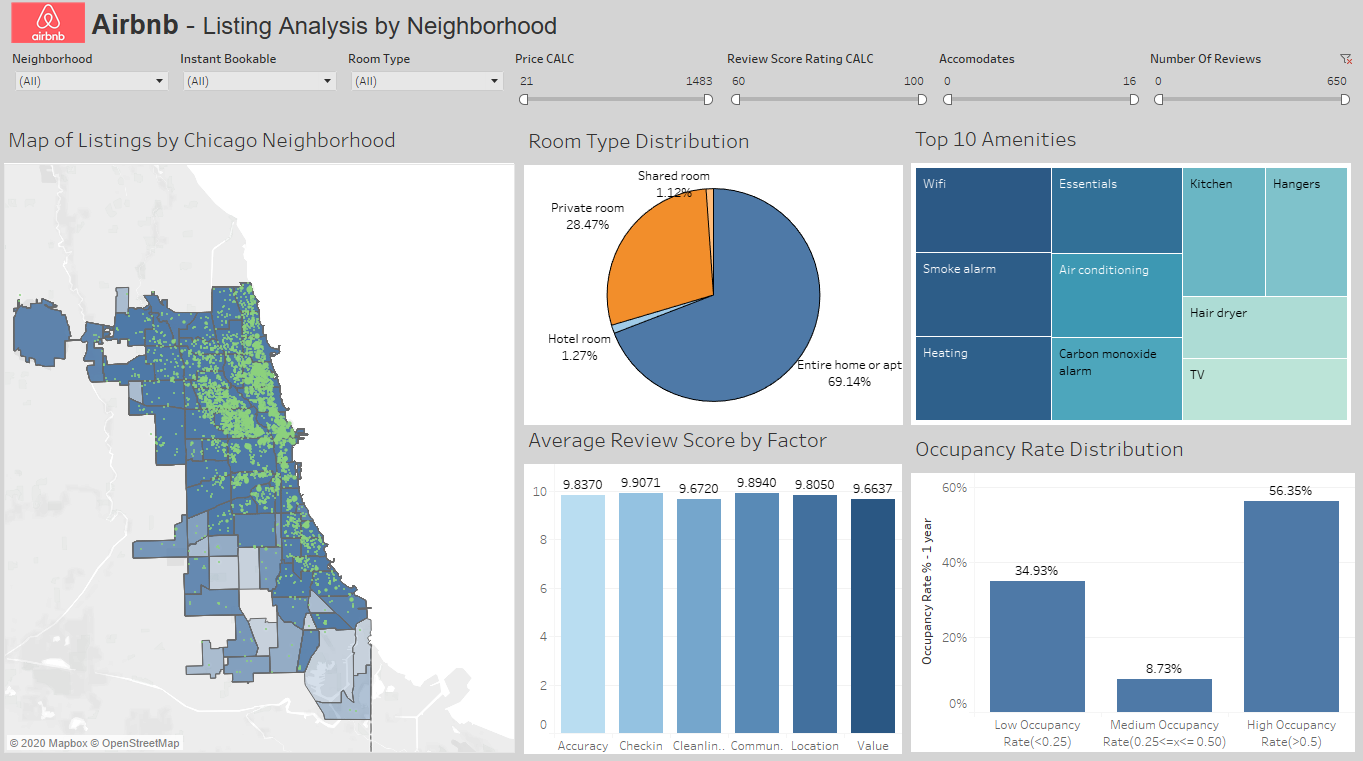 airbnb
Airbnb - Listing Analysis by Neighborhood
Neighborhood
(All)
Instant Bookable
(All)
Room Type
(All)
Price CALC
21 1483
Review Score Rating CALC
60 100
Accomodates
0 16
Number Of Reviews
0 650
Map of Listings by Chicago Neighborhood
© 2020 Mapbox © OpenStreetMap
Room Type Distribution
Shared room
1.12%
Private room
28.47%
Hotel room
1.27%
Entire home or apt
69.14%
Top 10 Amenities
Wifi
Smoke alarm
Heating
Essentials
Air conditioning
Carbon monoxide
alarm
Kitchen
Hangers
Hair dryer
TV
Average Review Score by Factor
10
8
6
4
2
0
9.8370 9.9071 9.6720 9.8940 9.8050 9.6637
Accuracy Checkin Cleanlin.. Commun. Location Value
Occupancy Rate Distribution
Occupancy Rate % - 1 year
60%
40%
20%
0%
34.93%
8.73%
56.35%
Low Occupancy
Rate(<0.25)
Medium Occupancy
Rate(0.25<=x<= 0.50)
High Occupancy
Rate(>0.5)